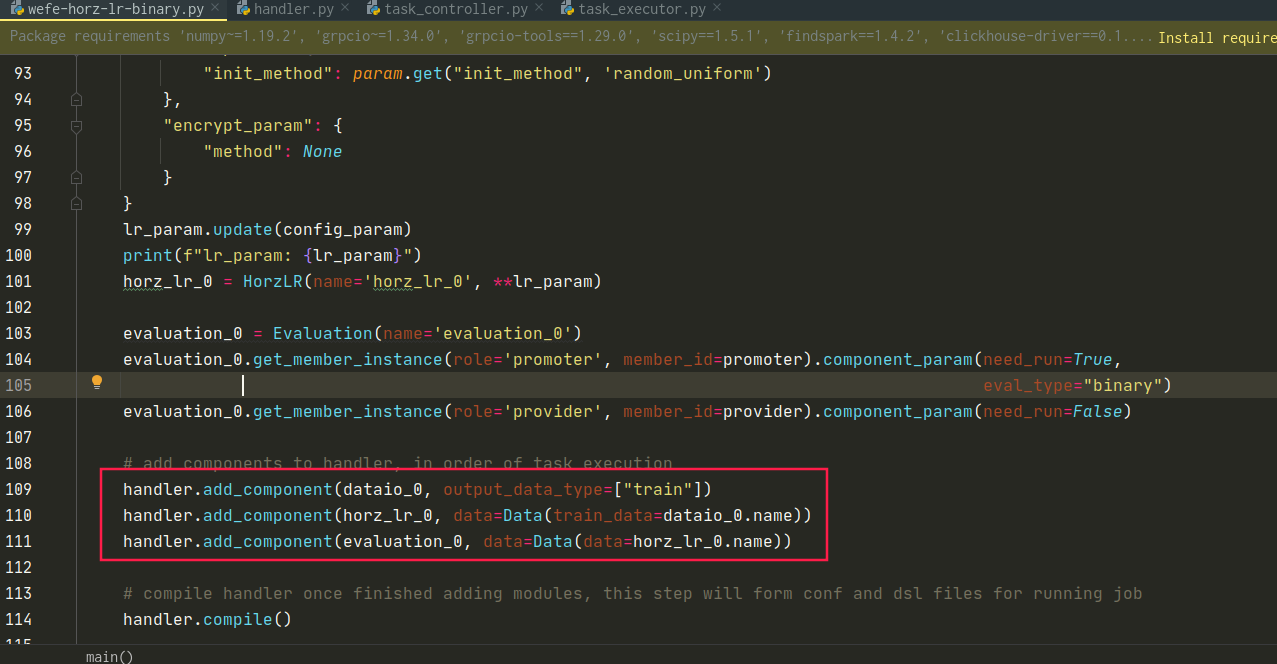 wefe-horz-lr-binary.py × handler.py × task_controller.py × task_executor.py ×
Package requirements 'numpy~=1.19.2', 'grpcio~=1.34.0', 'grpcio-tools==1.29.0', 'scipy==1.5.1', 'findspark==1.4.2', 'clickhouse-driver==0.1.... Install require
93 "init_method": param.get("init_method", 'random_uniform')
94 },
95 "encrypt_param": {
96 "method": None
97 }
98 }
99 lr_param.update(config_param)
100 print(f"lr_param: {lr_param}")
101 horz_lr_0 = HorzLR(name='horz_lr_0', **lr_param)
102
103 evaluation_0 = Evaluation(name='evaluation_0')
104 evaluation_0.get_member_instance(role='promoter', member_id=promoter).component_param(need_run=True,
105 eval_type="binary")
106 evaluation_0.get_member_instance(role='provider', member_id=provider).component_param(need_run=False)
107
108 # add components to handler, in order of task execution
109 handler.add_component(dataio_0, output_data_type=["train"])
110 handler.add_component(horz_lr_0, data=Data(train_data=dataio_0.name))
111 handler.add_component(evaluation_0, data=Data(data=horz_lr_0.name))
112
113 # compile handler once finished adding modules, this step will form conf and dsl files for running job
114 handler.compile()
115
main()